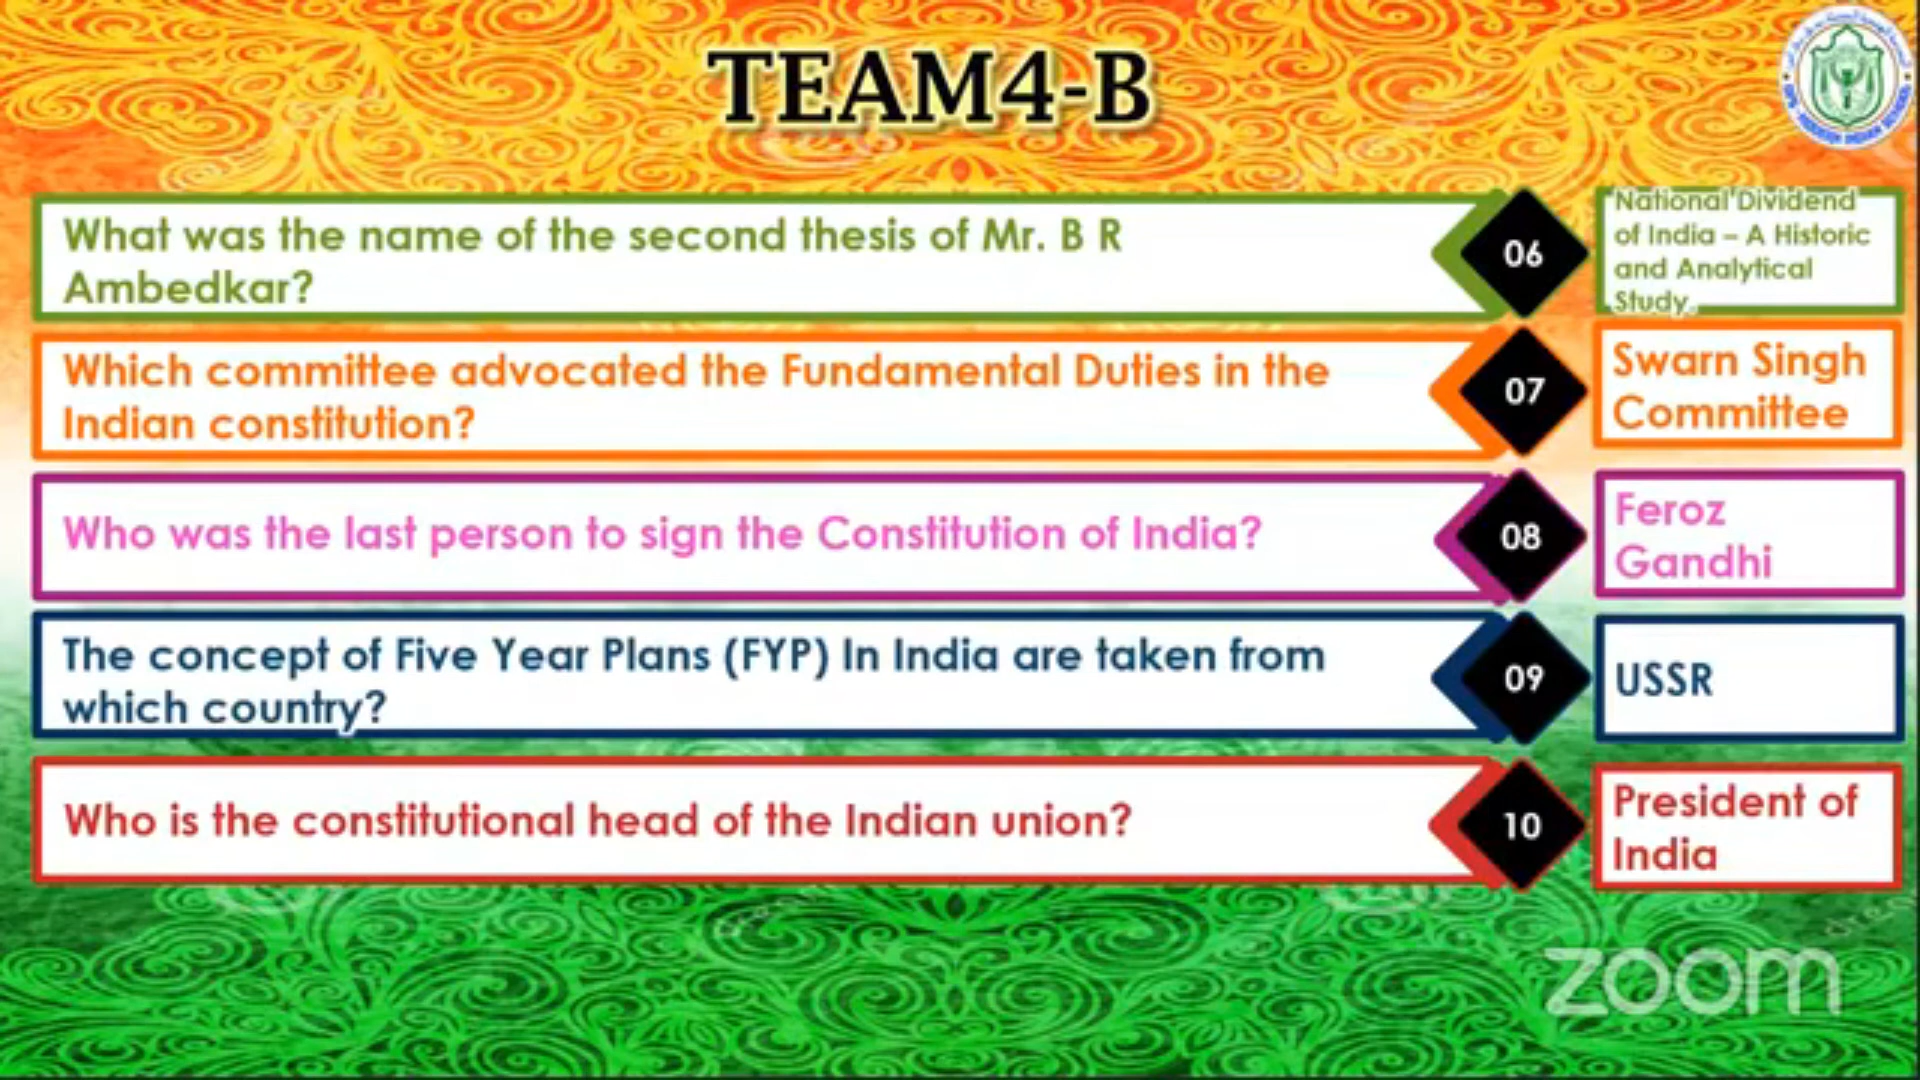 TEAM4-B
What was the name of the second thesis of Mr. B R
Ambedkar?
06
National Dividend
of India – A Historic
and Analytical
Study.
Which committee advocated the Fundamental Duties in the
Indian constitution?
07
Swarn Singh
Committee
Who was the last person to sign the Constitution of India?
08
Feroz
Gandhi
The concept of Five Year Plans (FYP) In India are taken from
which country?
09
USSR
Who is the constitutional head of the Indian union?
10
President of
India
zoom